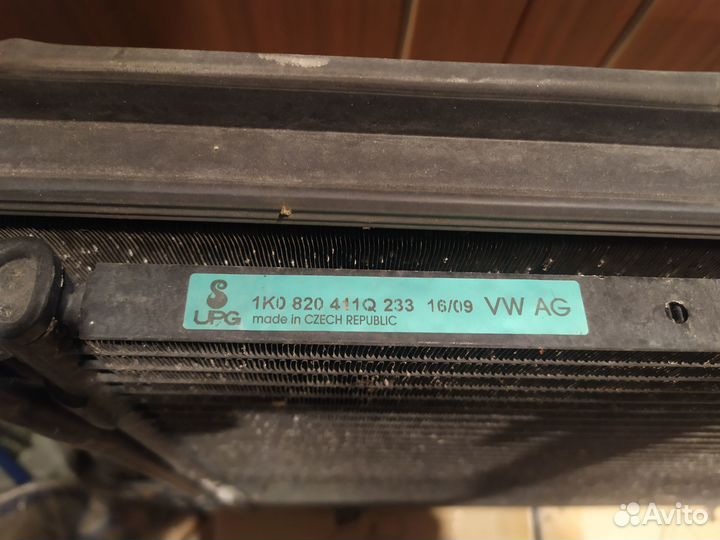 1K0 820 411Q 233 16/09 VW AG
UPG made in CZECH REPUBLIC
Avito